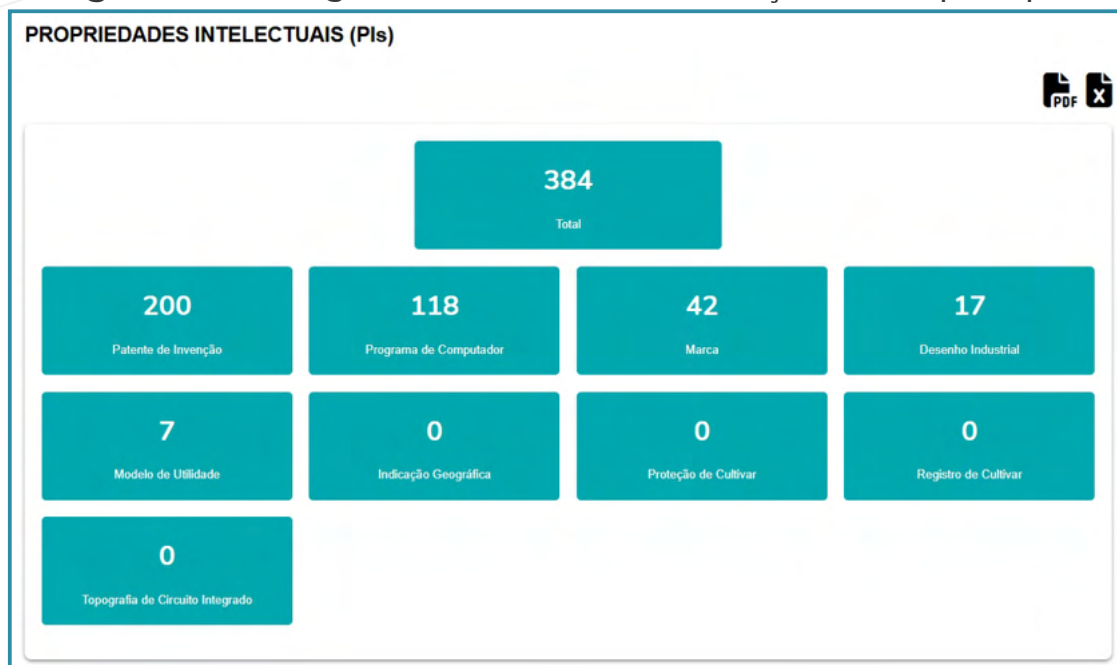 PROPRIEDADES INTELECTUAIS (PIs)
PDF X
384
Total
200
Patente de Invenção
118
Programa de Computador
42
Marca
17
Desenho Industrial
7
Modelo de Utilidade
0
Indicação Geográfica
0
Proteção de Cultivar
0
Registro de Cultivar
0
Topografia de Circuito Integrado